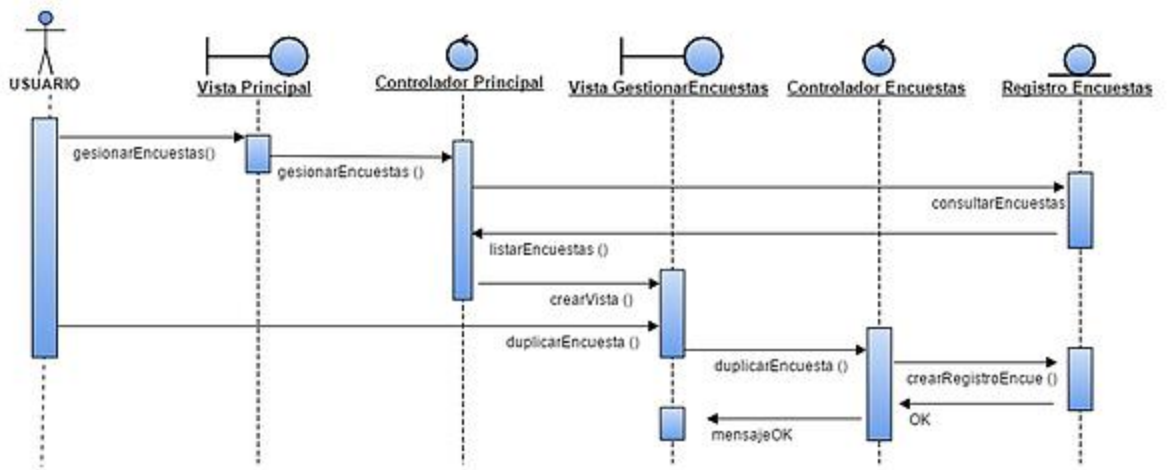 USUARIO
Vista Principal
Controlador Principal
Vista GestionarEncuestas
Controlador Encuestas
Registro Encuestas
gesionarEncuestas()
gesionarEncuestas ()
consultarEncuestas
listarEncuestas ()
crearVista ()
duplicarEncuesta ()
duplicarEncuesta ()
crearRegistroEncue ()
OK
mensajeOK